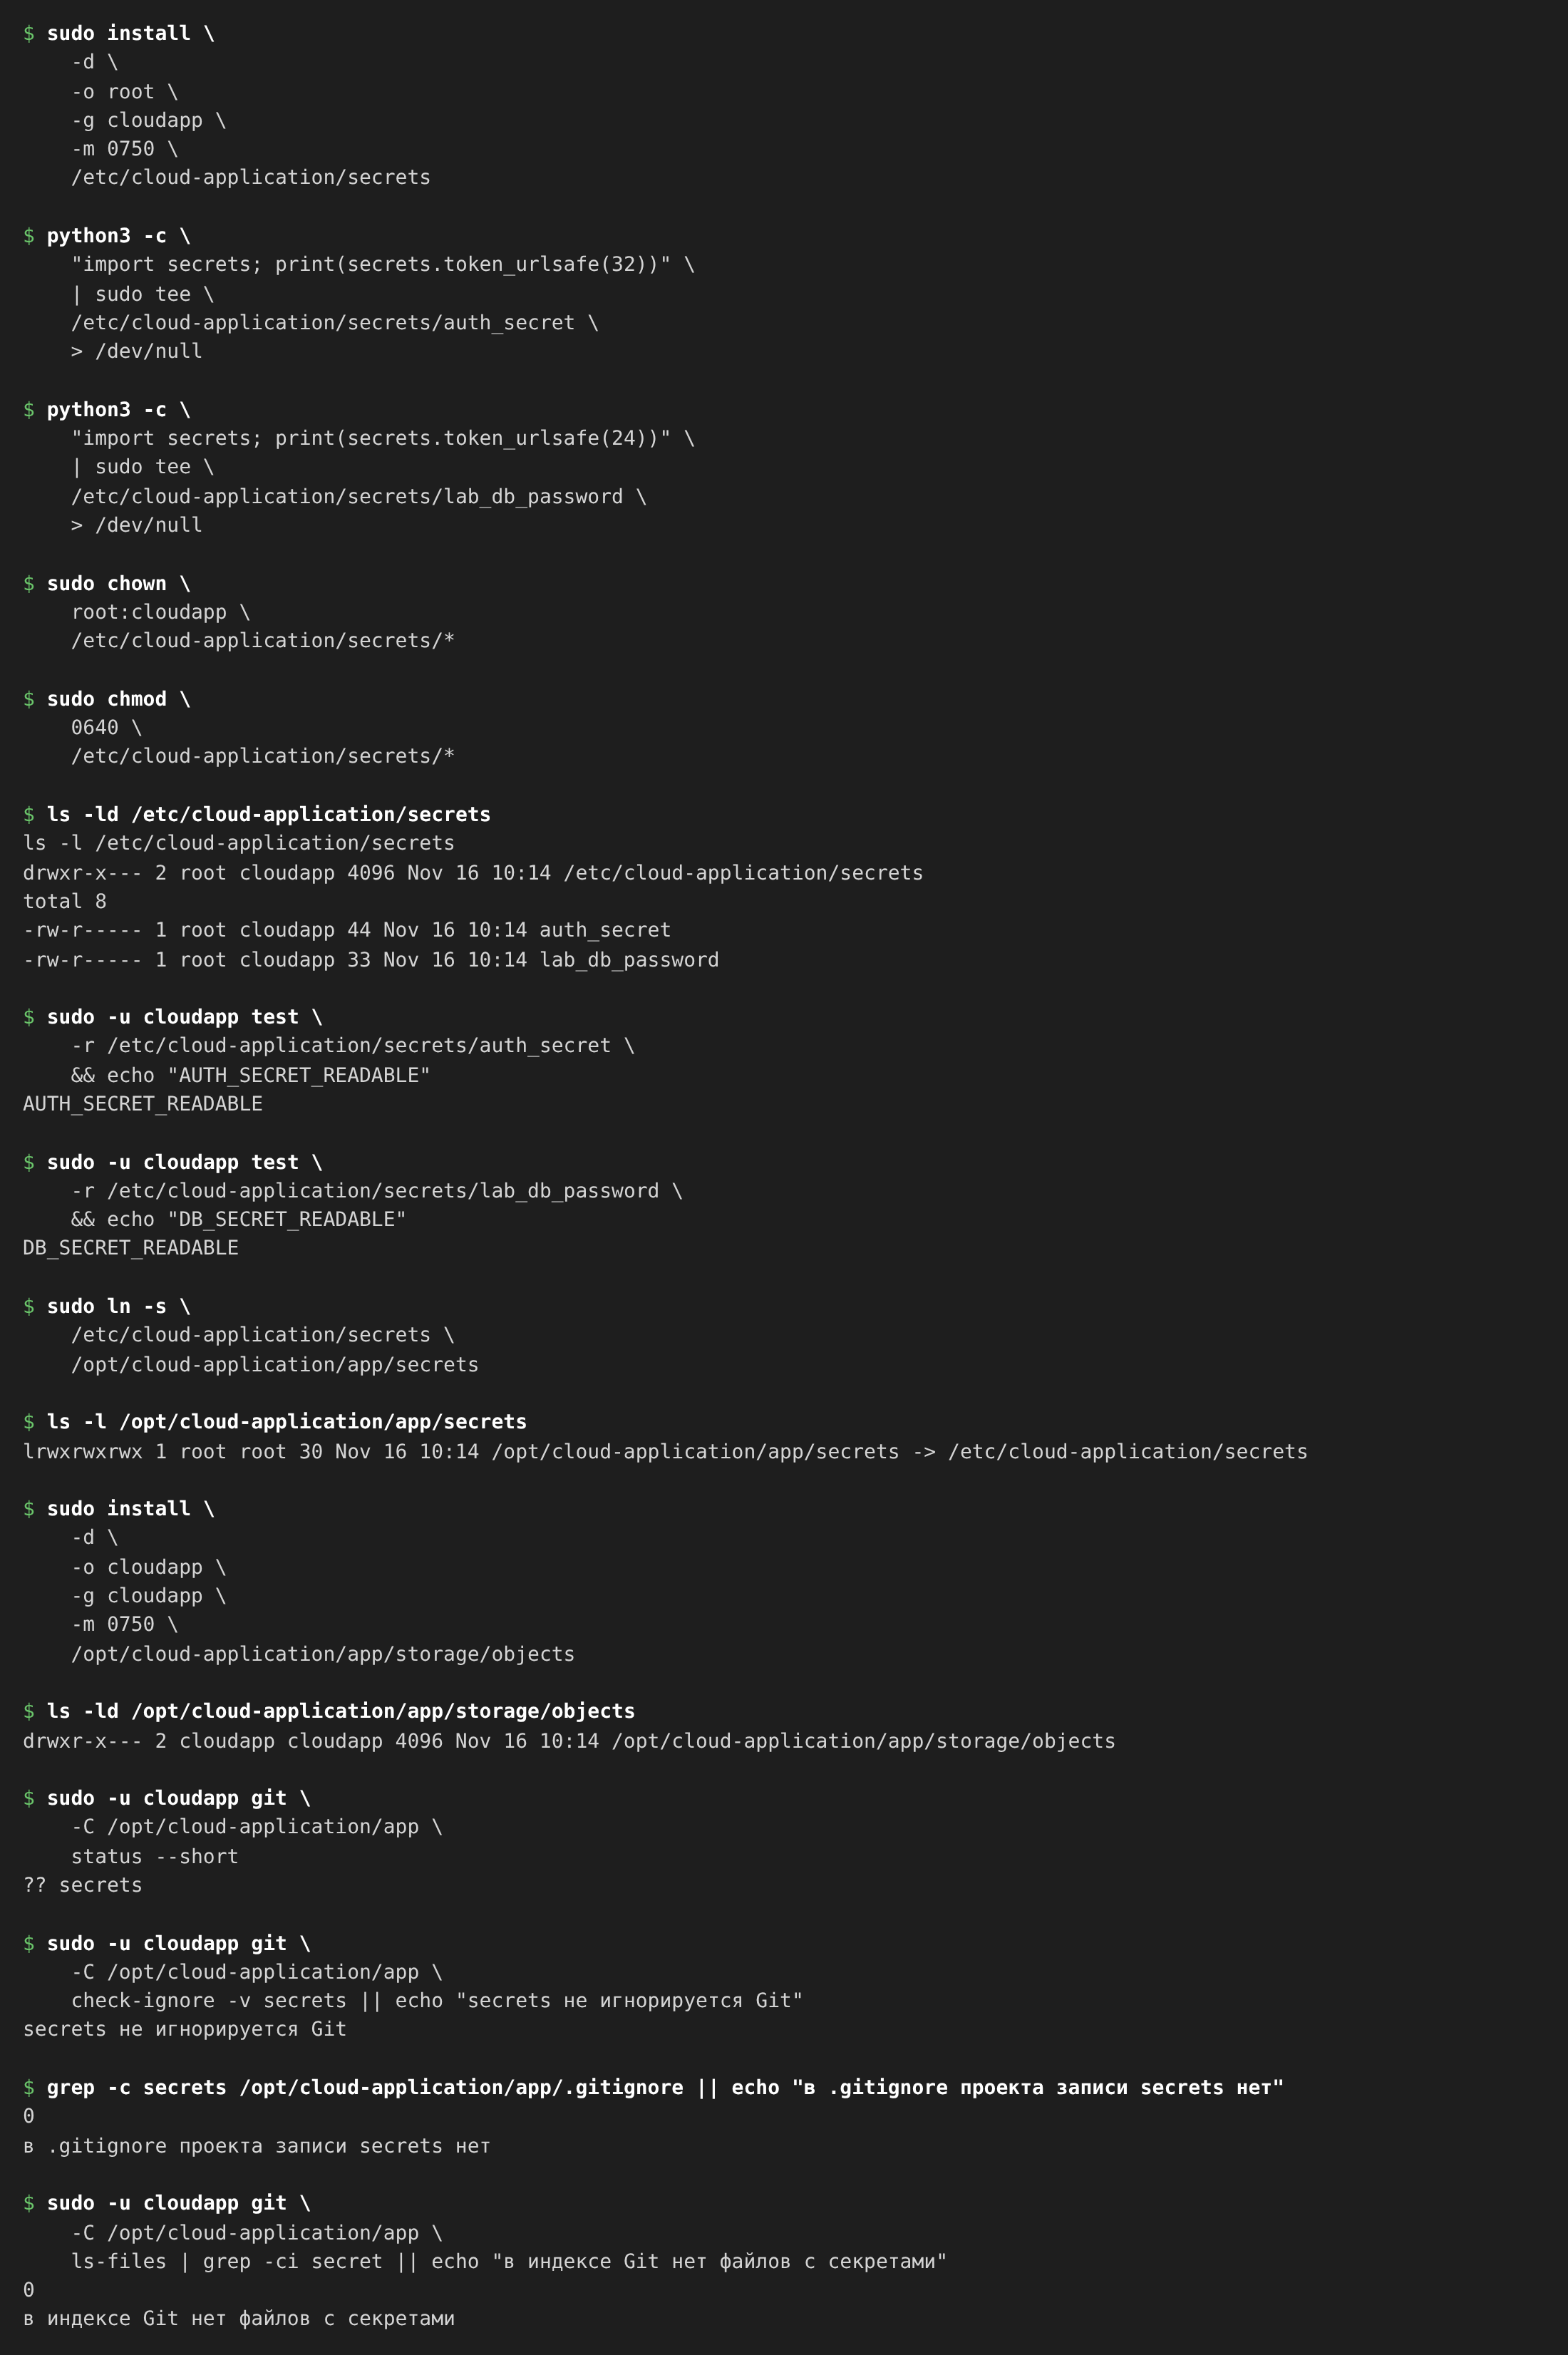 $ sudo install \
    -d \
    -o root \
    -g cloudapp \
    -m 0750 \
    /etc/cloud-application/secrets

$ python3 -c \
    "import secrets; print(secrets.token_urlsafe(32))" \
    | sudo tee \
    /etc/cloud-application/secrets/auth_secret \
    > /dev/null

$ python3 -c \
    "import secrets; print(secrets.token_urlsafe(24))" \
    | sudo tee \
    /etc/cloud-application/secrets/lab_db_password \
    > /dev/null

$ sudo chown \
    root:cloudapp \
    /etc/cloud-application/secrets/*

$ sudo chmod \
    0640 \
    /etc/cloud-application/secrets/*

$ ls -ld /etc/cloud-application/secrets
ls -l /etc/cloud-application/secrets
drwxr-x--- 2 root cloudapp 4096 Nov 16 10:14 /etc/cloud-application/secrets
total 8
-rw-r----- 1 root cloudapp 44 Nov 16 10:14 auth_secret
-rw-r----- 1 root cloudapp 33 Nov 16 10:14 lab_db_password

$ sudo -u cloudapp test \
    -r /etc/cloud-application/secrets/auth_secret \
    && echo "AUTH_SECRET_READABLE"
AUTH_SECRET_READABLE

$ sudo -u cloudapp test \
    -r /etc/cloud-application/secrets/lab_db_password \
    && echo "DB_SECRET_READABLE"
DB_SECRET_READABLE

$ sudo ln -s \
    /etc/cloud-application/secrets \
    /opt/cloud-application/app/secrets

$ ls -l /opt/cloud-application/app/secrets
lrwxrwxrwx 1 root root 30 Nov 16 10:14 /opt/cloud-application/app/secrets -> /etc/cloud-application/secrets

$ sudo install \
    -d \
    -o cloudapp \
    -g cloudapp \
    -m 0750 \
    /opt/cloud-application/app/storage/objects

$ ls -ld /opt/cloud-application/app/storage/objects
drwxr-x--- 2 cloudapp cloudapp 4096 Nov 16 10:14 /opt/cloud-application/app/storage/objects

$ sudo -u cloudapp git \
    -C /opt/cloud-application/app \
    status --short
?? secrets

$ sudo -u cloudapp git \
    -C /opt/cloud-application/app \
    check-ignore -v secrets || echo "secrets не игнорируется Git"
secrets не игнорируется Git

$ grep -c secrets /opt/cloud-application/app/.gitignore || echo "в .gitignore проекта записи secrets нет"
0
в .gitignore проекта записи secrets нет

$ sudo -u cloudapp git \
    -C /opt/cloud-application/app \
    ls-files | grep -ci secret || echo "в индексе Git нет файлов с секретами"
0
в индексе Git нет файлов с секретами